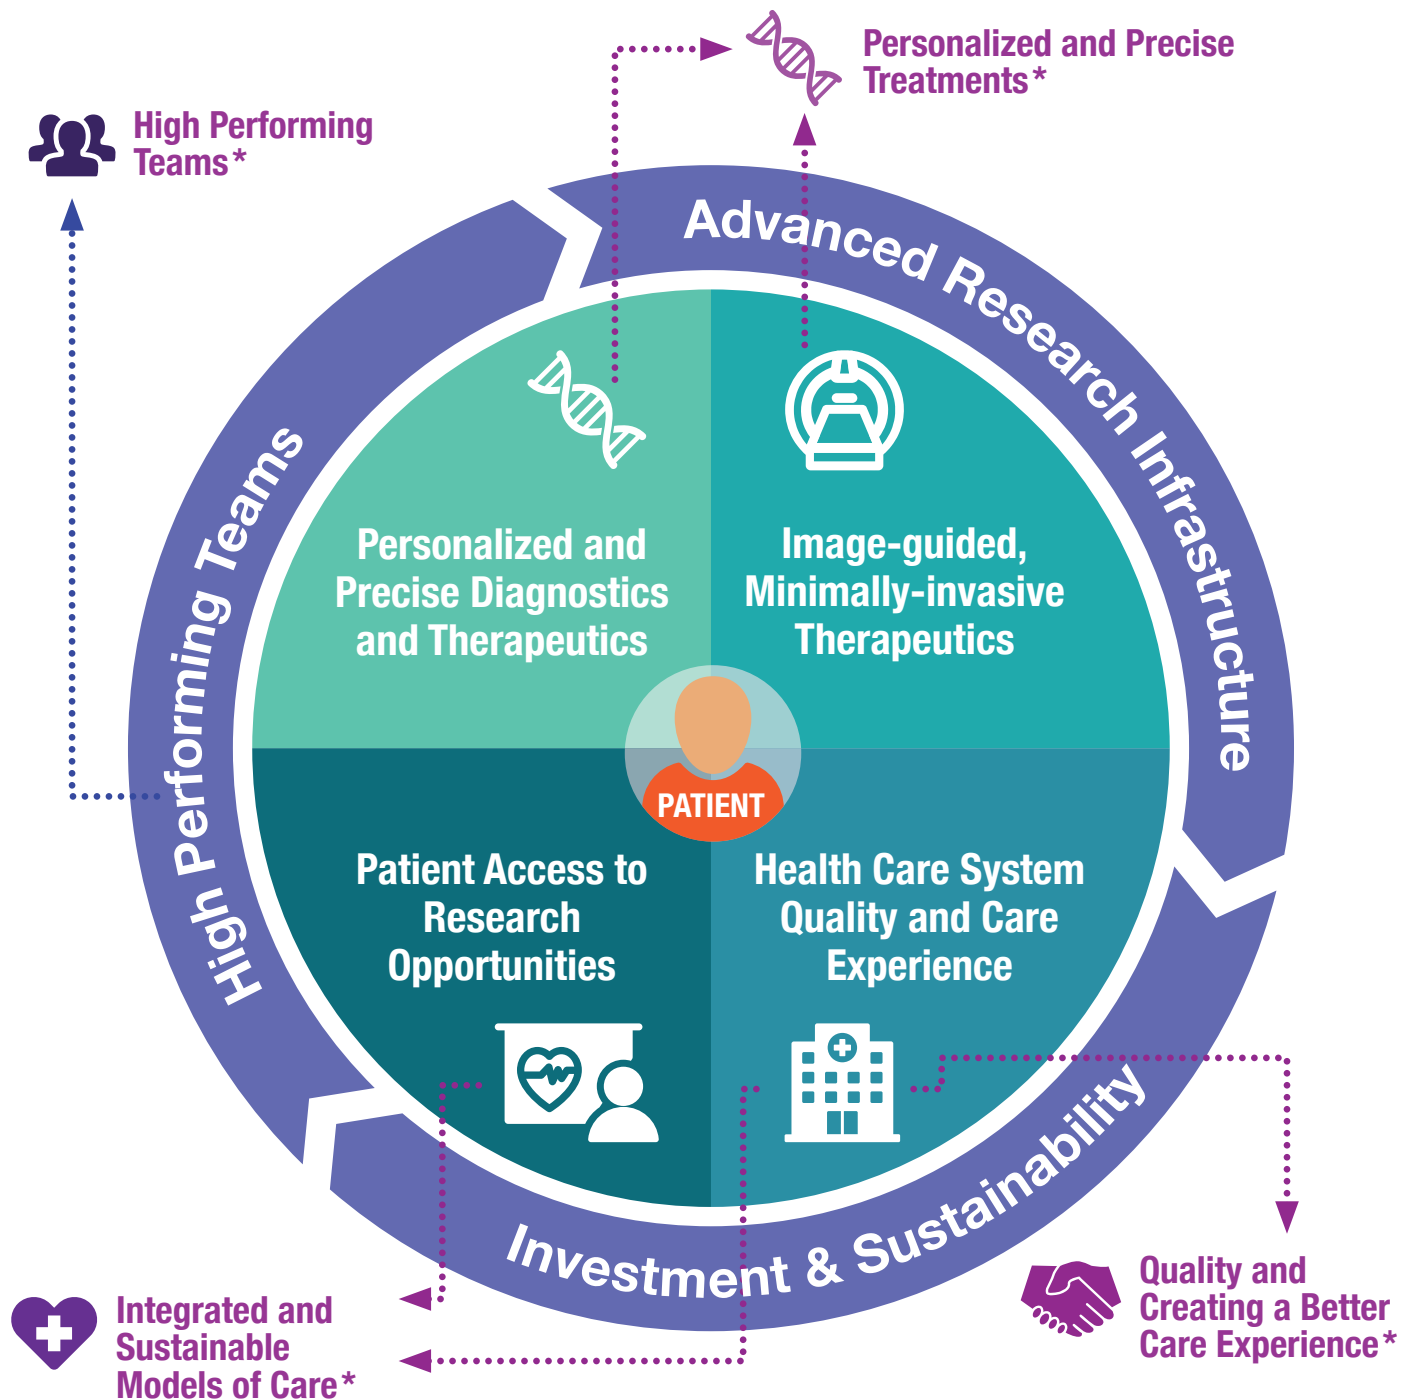 Personalized and Precise
Treatments*
High Performing
Teams*
Advanced Research Infrastructure
High Performing Teams
Personalized and
Precise Diagnostics
and Therapeutics
Image-guided,
Minimally-invasive
Therapeutics
PATIENT
Patient Access to
Research
Opportunities
Health Care System
Quality and Care
Experience
Investment & Sustainability
Integrated and
Sustainable
Models of Care*
Quality and
Creating a Better
Care Experience*